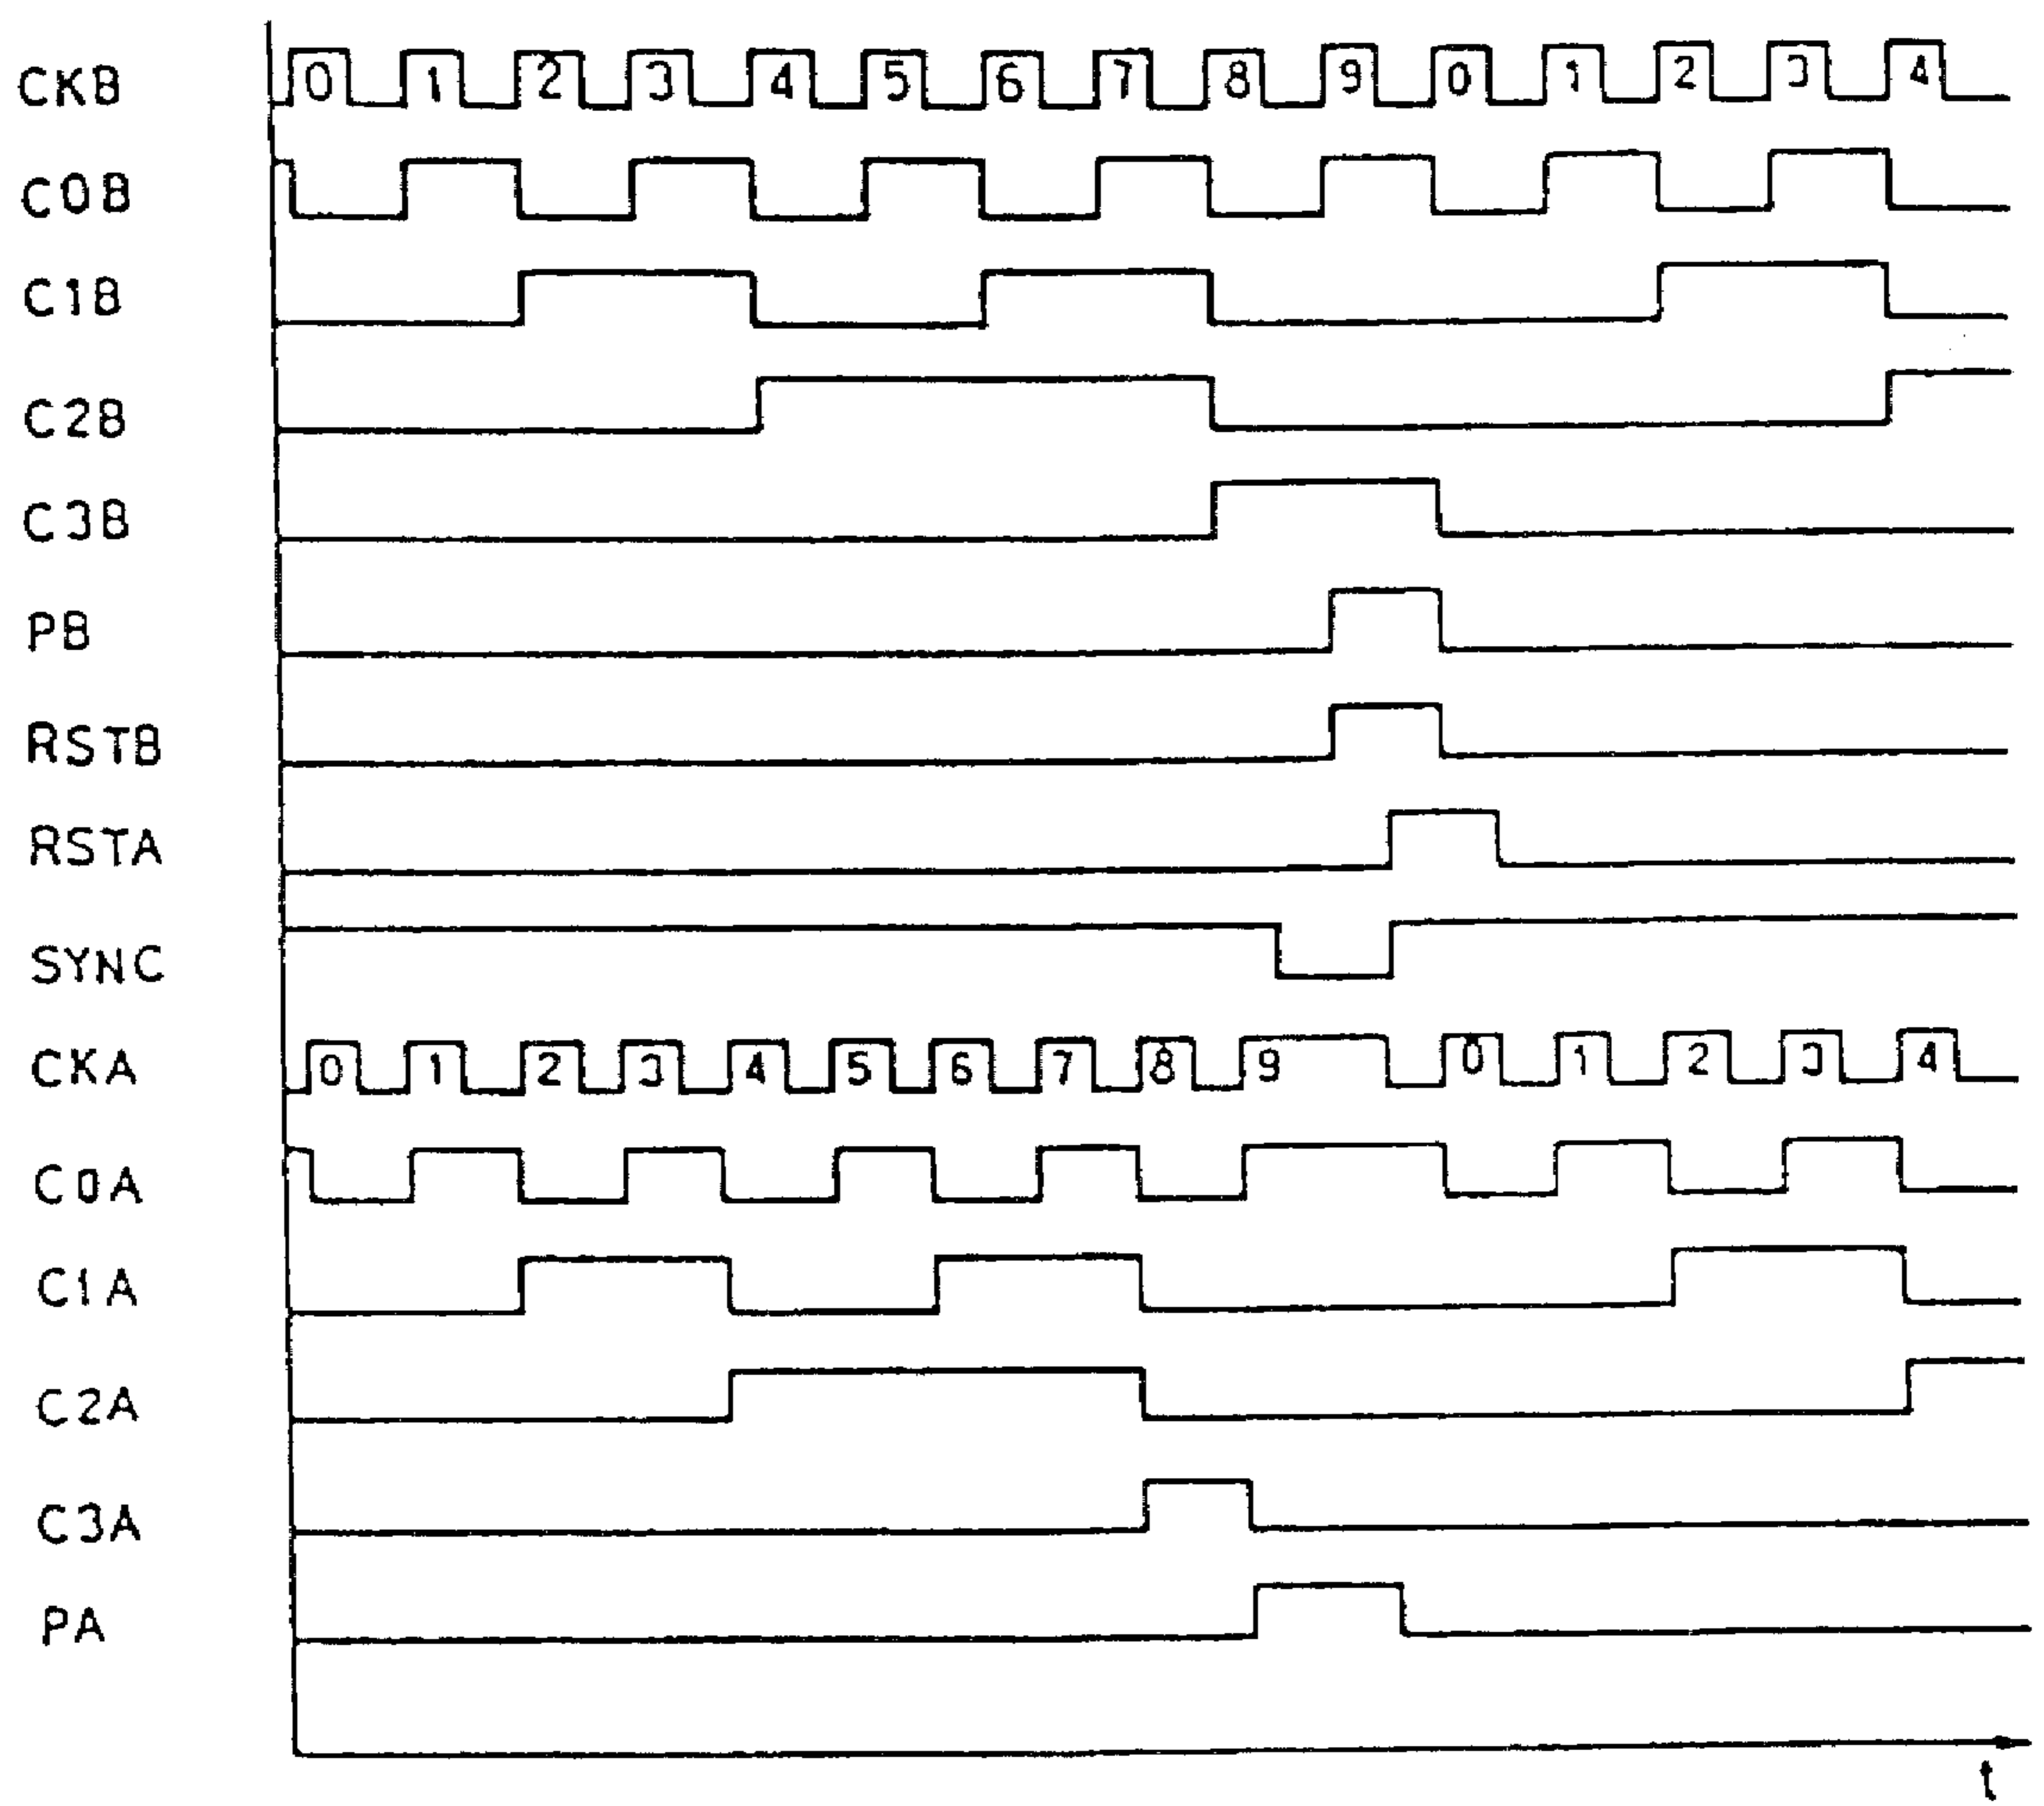 CKB 0 1 2 3 4 5 6 7 8 9 0 1 2 3 4
C0B
C1B
C2B
C3B
PB
RSTB
RSTA
SYNC
CKA 0 1 2 3 4 5 6 7 8 9 0 1 2 3 4
C0A
C1A
C2A
C3A
PA
t